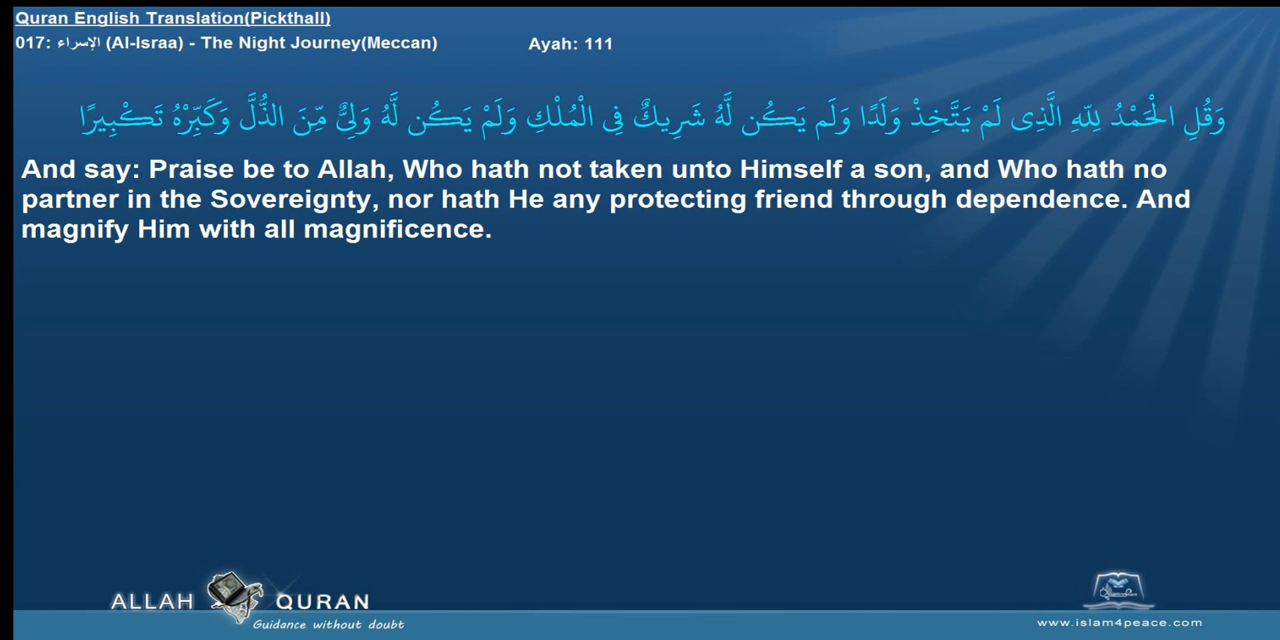 Quran English Translation(Pickthall)
017: الإسراء (Al-Israa) - The Night Journey(Meccan) Ayah: 111
وَقُلِ الْحَمْدُ لِلّهِ الَّذِى لَمْ يَتَّخِذْ وَلَدًا وَلَم يَكُن لَّهُ شَرِيكٌ فِى الْمُلْكِ وَلَمْ يَكُن لَّهُ وَلِىٌّ مِّنَ الذُّلَّ وَكَبِّرْهُ تَكْبِيرًا
And say: Praise be to Allah, Who hath not taken unto Himself a son, and Who hath no
partner in the Sovereignty, nor hath He any protecting friend through dependence. And
magnify Him with all magnificence.
ALLAH QURAN
Guidance without doubt
www.islam4peace.com